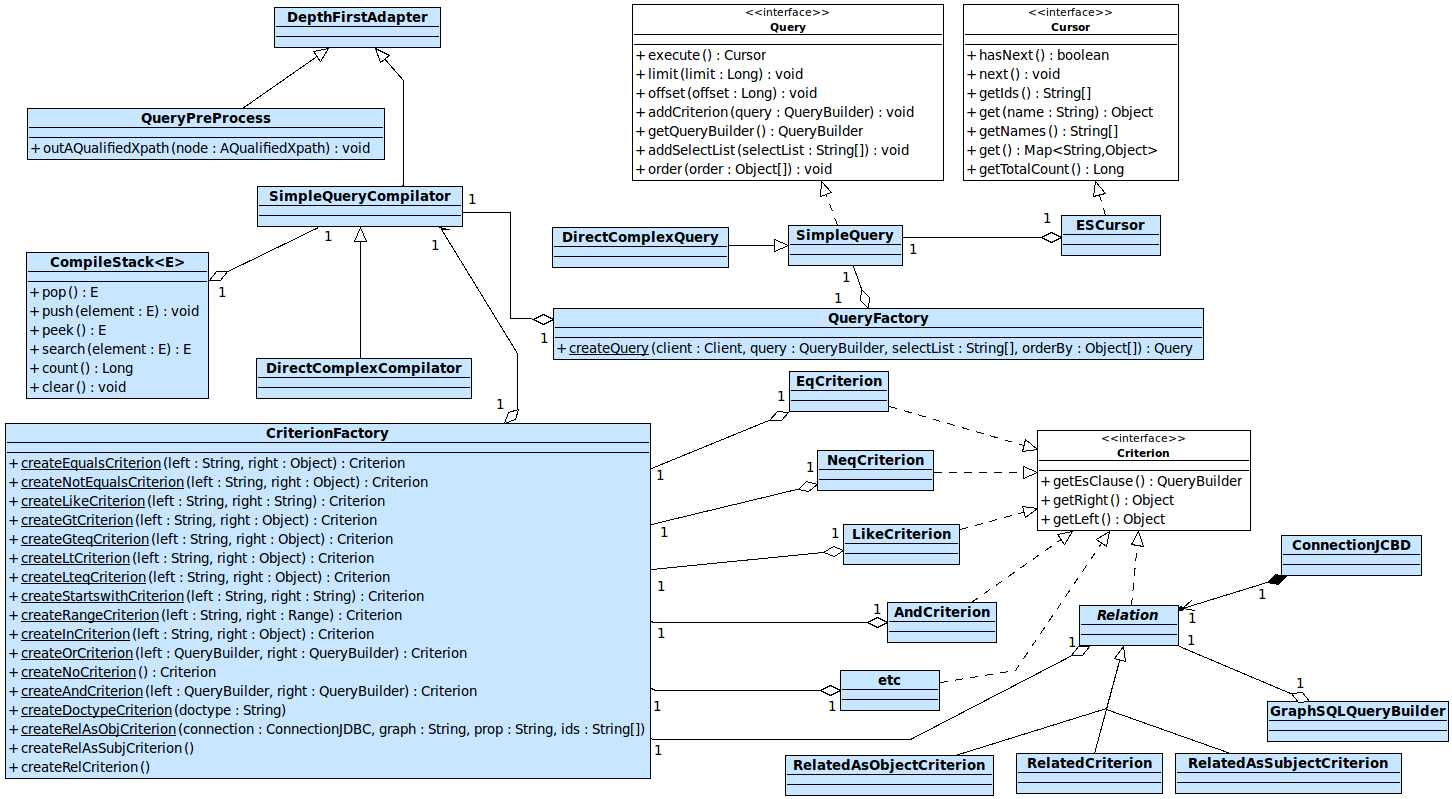 DepthFirstAdapter
QueryPreProcess
+ outAQualifiedXpath (node : AQualifiedXpath) : void
SimpleQueryCompilator
1
1
1
CompileStack<E>
+ pop () : E
+ push (element : E) : void
+ peek () : E
+ search (element : E) : E
+ count () : Long
+ clear () : void
1
DirectComplexCompilator
<<interface>>
Query
+ execute () : Cursor
+ limit (limit : Long) : void
+ offset (offset : Long) : void
+ addCriterion (query : QueryBuilder) : void
+ getQueryBuilder () : QueryBuilder
+ addSelectList (selectList : String[]) : void
+ order (order : Object[]) : void
<<interface>>
Cursor
+ hasNext () : boolean
+ next () : void
+ getIds () : String[]
+ get (name : String) : Object
+ getNames () : String[]
+ get () : Map<String,Object>
+ getTotalCount () : Long
DirectComplexQuery
SimpleQuery
1
1
ESCursor
1
1
QueryFactory
+ createQuery (client : Client, query : QueryBuilder, selectList : String[], orderBy : Object[]) : Query
1
1
CriterionFactory
+ createEqualsCriterion (left : String, right : Object) : Criterion
+ createNotEqualsCriterion (left : String, right : Object) : Criterion
+ createLikeCriterion (left : String, right : String) : Criterion
+ createGtCriterion (left : String, right : Object) : Criterion
+ createGteqCriterion (left : String, right : Object) : Criterion
+ createLtCriterion (left : String, right : Object) : Criterion
+ createLteqCriterion (left : String, right : Object) : Criterion
+ createStartswithCriterion (left : String, right : String) : Criterion
+ createRangeCriterion (left : String, right : Range) : Criterion
+ createInCriterion (left : String, right : Object) : Criterion
+ createOrCriterion (left : QueryBuilder, right : QueryBuilder) : Criterion
+ createNoCriterion () : Criterion
+ createAndCriterion (left : QueryBuilder, right : QueryBuilder) : Criterion
+ createDoctypeCriterion (doctype : String)
+ createRelAsObjCriterion (connection : ConnectionJDBC, graph : String, prop : String, ids : String[])
+ createRelAsSubjCriterion ()
+ createRelCriterion ()
EqCriterion
1
1
NeqCriterion
1
1
LikeCriterion
1
1
AndCriterion
1
1
etc
1
1
<<interface>>
Criterion
+ getEsClause () : QueryBuilder
+ getRight () : Object
+ getLeft () : Object
ConnectionJCBD
1
Relation
1
1
1
1
1
GraphSQLQueryBuilder
RelatedAsObjectCriterion
RelatedCriterion
RelatedAsSubjectCriterion